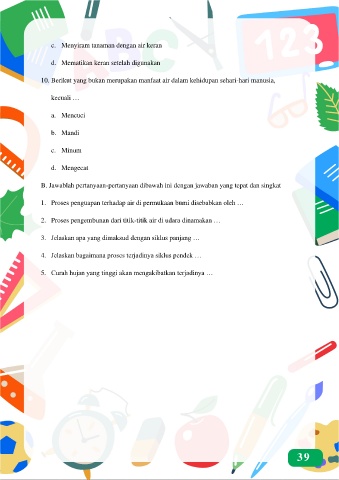 c. Menyiram tanaman dengan air keran
d. Mematikan keran setelah digunakan
10. Berikut yang bukan merupakan manfaat air dalam kehidupan sehari-hari manusia,
kecuali …
a. Mencuci
b. Mandi
c. Minum
d. Mengecat
B. Jawablah pertanyaan-pertanyaan dibawah ini dengan jawaban yang tepat dan singkat
1. Proses penguapan terhadap air di permukaan bumi disebabkan oleh …
2. Proses pengembunan dari titik-titik air di udara dinamakan …
3. Jelaskan apa yang dimaksud dengan siklus panjang …
4. Jelaskan bagaimana proses terjadinya siklus pendek …
5. Curah hujan yang tinggi akan mengakibatkan terjadinya …
39